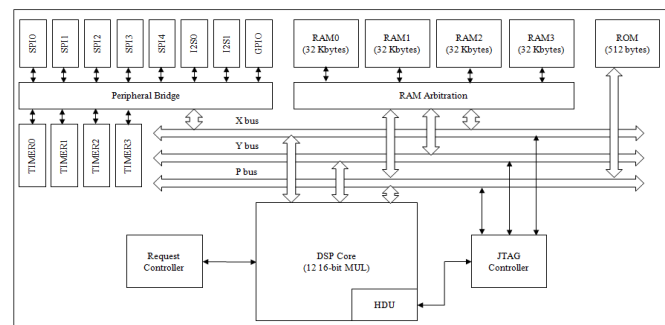 SPI0
SPI1
SPI2
SPI3
SPI4
I2S0
I2S1
GPIO
RAM0
(32 Kbytes)
RAM1
(32 Kbytes)
RAM2
(32 Kbytes)
RAM3
(32 Kbytes)
ROM
(512 bytes)
Peripheral Bridge
RAM Arbitration
X bus
TIMER0
TIMER1
TIMER2
TIMER3
Y bus
P bus
Request
Controller
DSP Core
(12 16-bit MUL)
JTAG
Controller
HDU